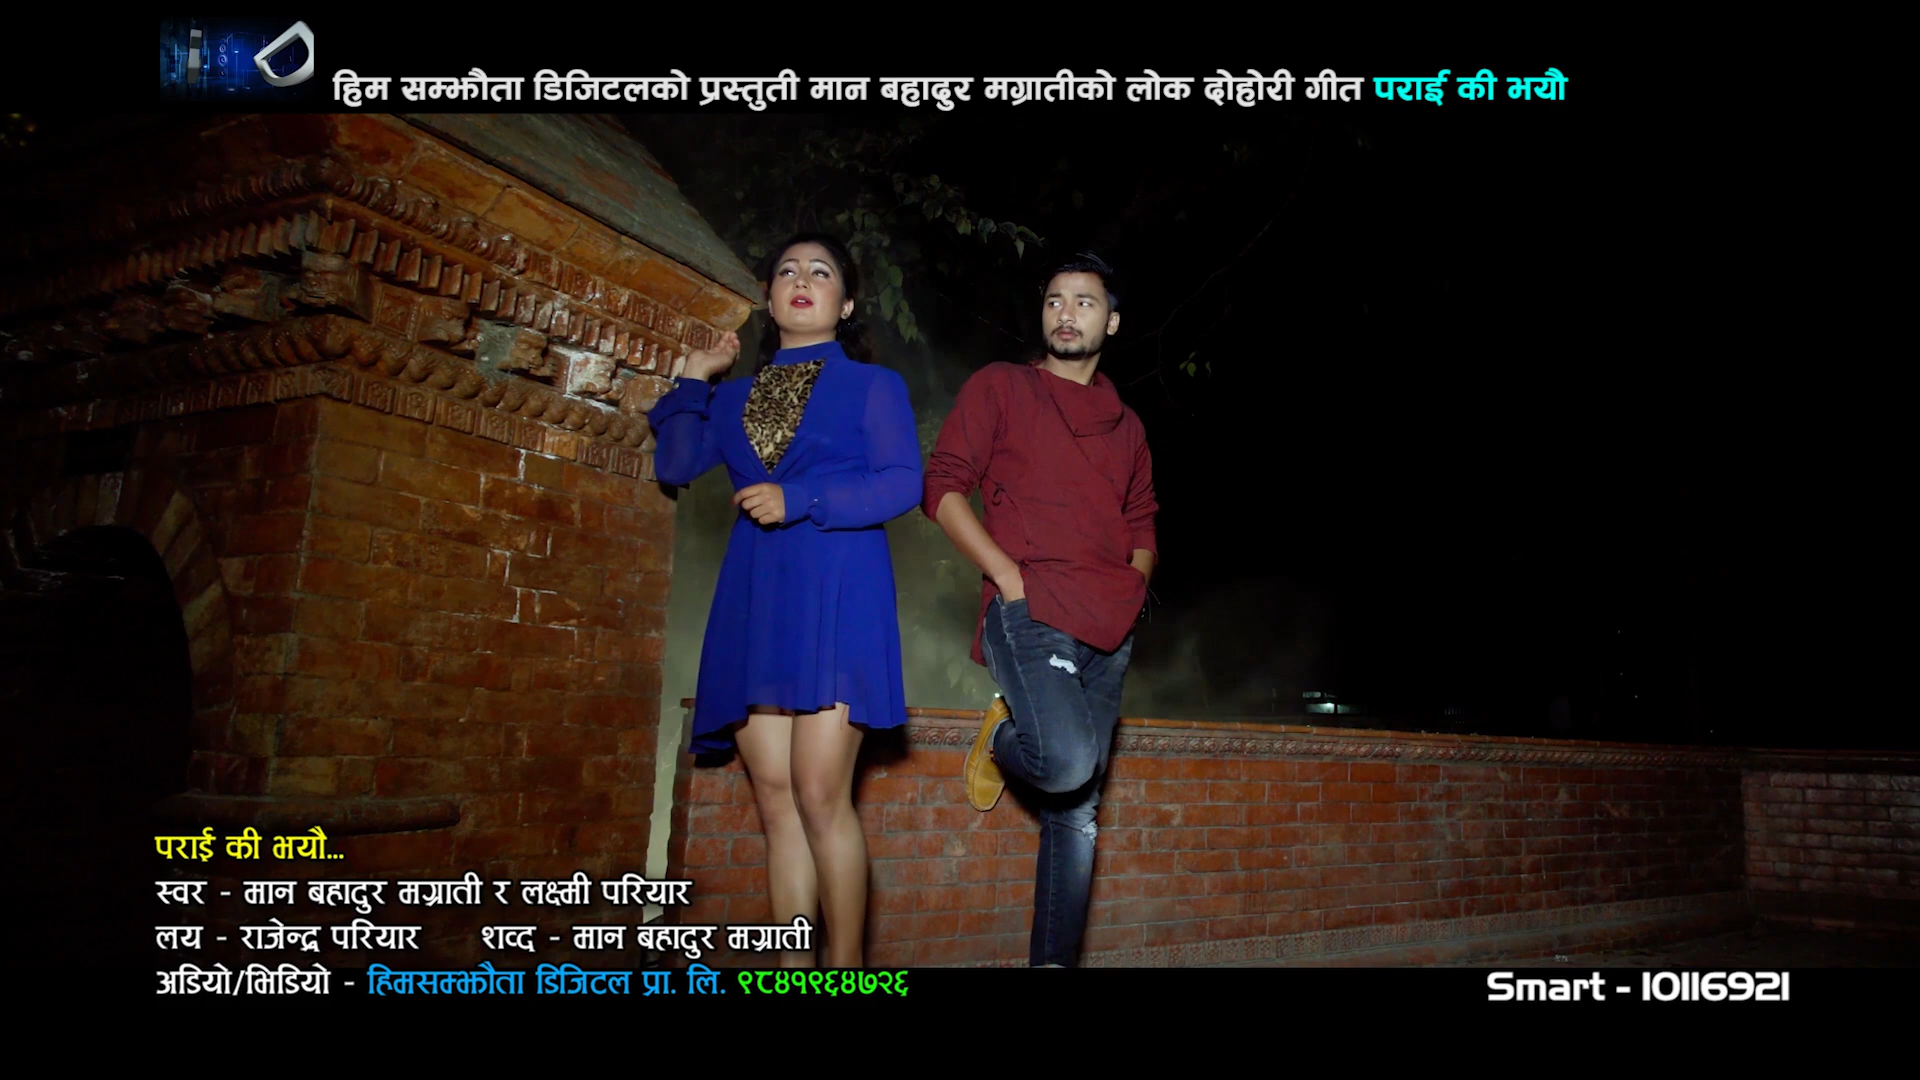 हिम सम्झौता डिजिटलको प्रस्तुती मान बहादुर मग्रातीको लोक दोहोरी गीत पराई की भयौ
पराई की भयौ...
स्वर - मान बहादुर मग्राती र लक्ष्मी परियार
लय - राजेन्द्र परियार शव्द - मान बहादुर मग्राती
अडियो/भिडियो - हिमसम्झौता डिजिटल प्रा. लि. ९८४१९६४७२६
Smart - 10116921